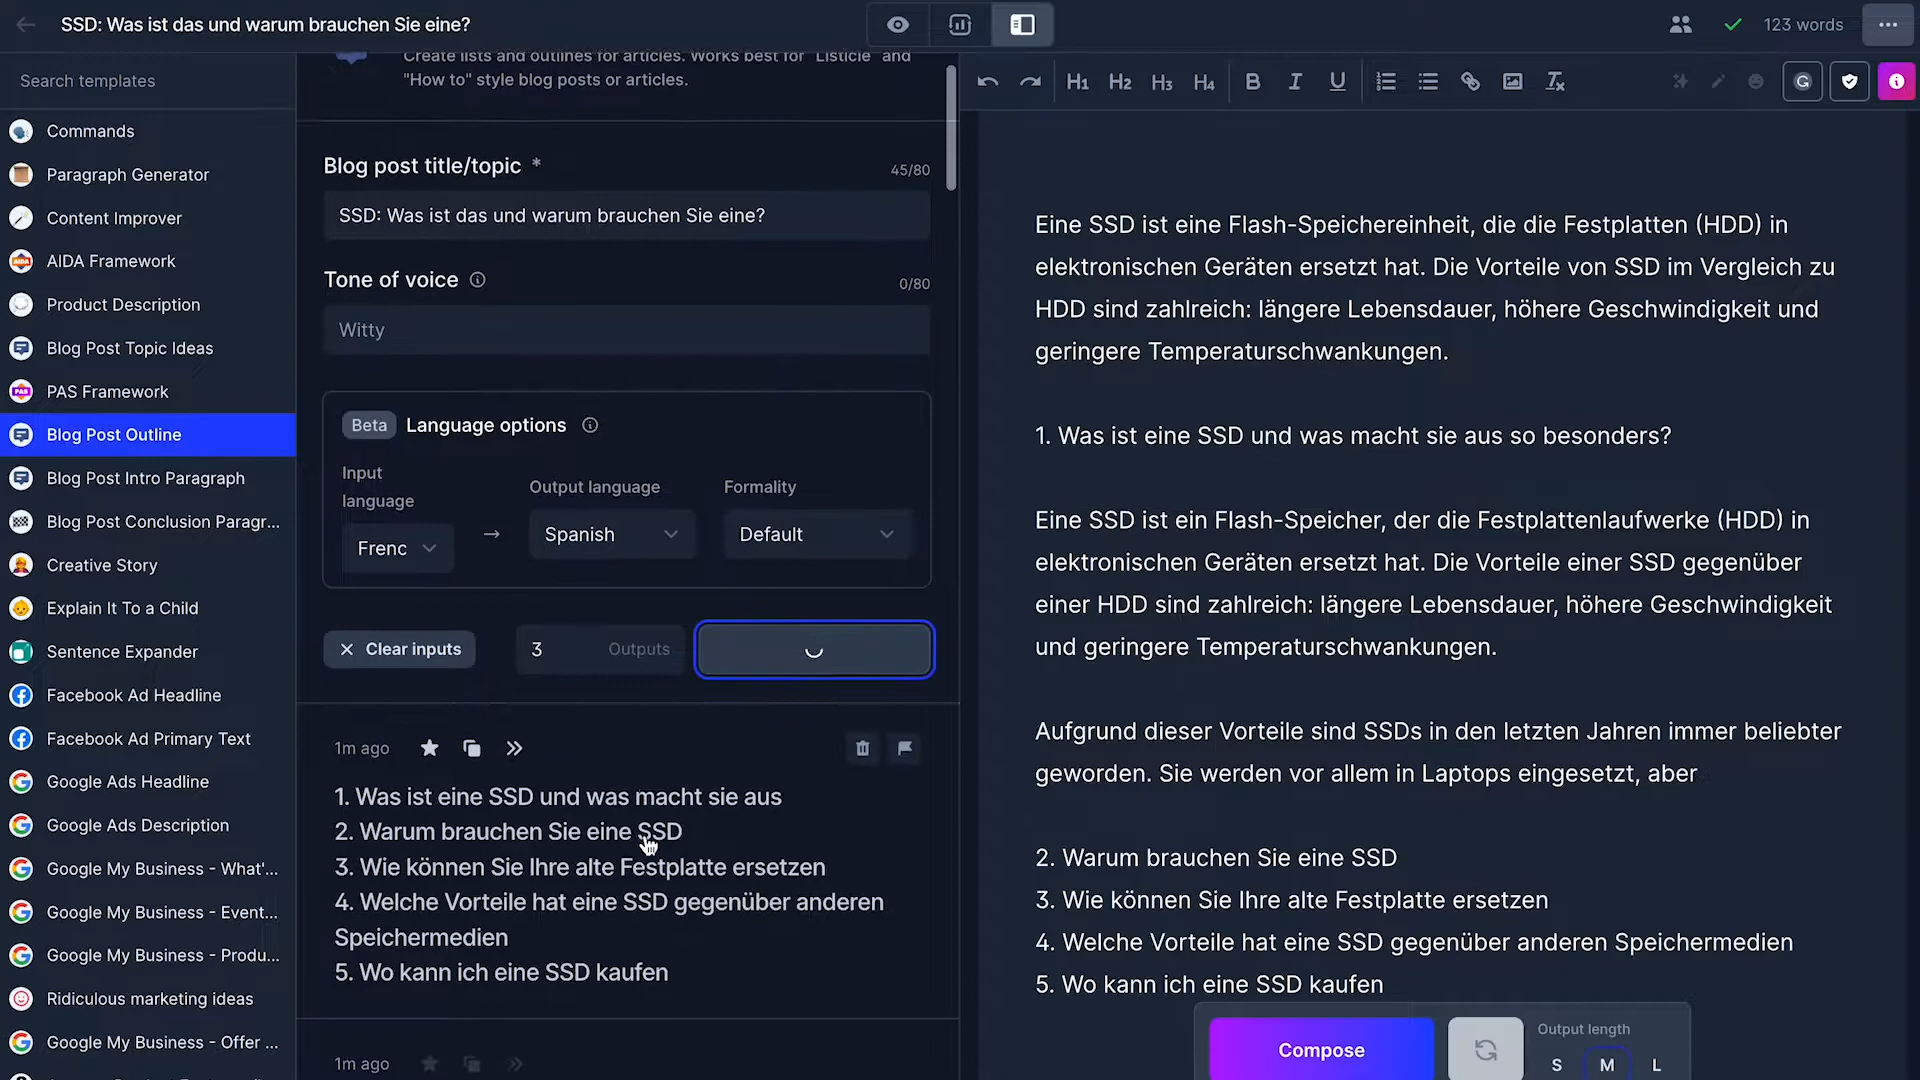 SSD: Was ist das und warum brauchen Sie eine?
123 words
Search templates
Commands
Paragraph Generator
Content Improver
AIDA Framework
Product Description
Blog Post Topic Ideas
PAS Framework
Blog Post Outline
Blog Post Intro Paragraph
Blog Post Conclusion Paragr...
Creative Story
Explain It To a Child
Sentence Expander
Facebook Ad Headline
Facebook Ad Primary Text
Google Ads Headline
Google Ads Description
Google My Business - What'...
Google My Business - Event...
Google My Business - Produ...
Ridiculous marketing ideas
Google My Business - Offer ...
Create lists and outlines for articles. Works best for "Listicle" and
"How to" style blog posts or articles.
Blog post title/topic *
45/80
SSD: Was ist das und warum brauchen Sie eine?
Tone of voice
0/80
Witty
Beta Language options
Input
language
Output language
Formality
Frenc
Spanish
Default
Clear inputs
3 Outputs
1m ago
1. Was ist eine SSD und was macht sie aus
2. Warum brauchen Sie eine SSD
3. Wie können Sie Ihre alte Festplatte ersetzen
4. Welche Vorteile hat eine SSD gegenüber anderen
Speichermedien
5. Wo kann ich eine SSD kaufen
1m ago
H1 H2 H3 H4 B I U
Eine SSD ist eine Flash-Speichereinheit, die die Festplatten (HDD) in
elektronischen Geräten ersetzt hat. Die Vorteile von SSD im Vergleich zu
HDD sind zahlreich: längere Lebensdauer, höhere Geschwindigkeit und
geringere Temperaturschwankungen.
1. Was ist eine SSD und was macht sie aus so besonders?
Eine SSD ist ein Flash-Speicher, der die Festplattenlaufwerke (HDD) in
elektronischen Geräten ersetzt hat. Die Vorteile einer SSD gegenüber
einer HDD sind zahlreich: längere Lebensdauer, höhere Geschwindigkeit
und geringere Temperaturschwankungen.
Aufgrund dieser Vorteile sind SSDs in den letzten Jahren immer beliebter
geworden. Sie werden vor allem in Laptops eingesetzt, aber
2. Warum brauchen Sie eine SSD
3. Wie können Sie Ihre alte Festplatte ersetzen
4. Welche Vorteile hat eine SSD gegenüber anderen Speichermedien
5. Wo kann ich eine SSD kaufen
Compose
Output length
S M L